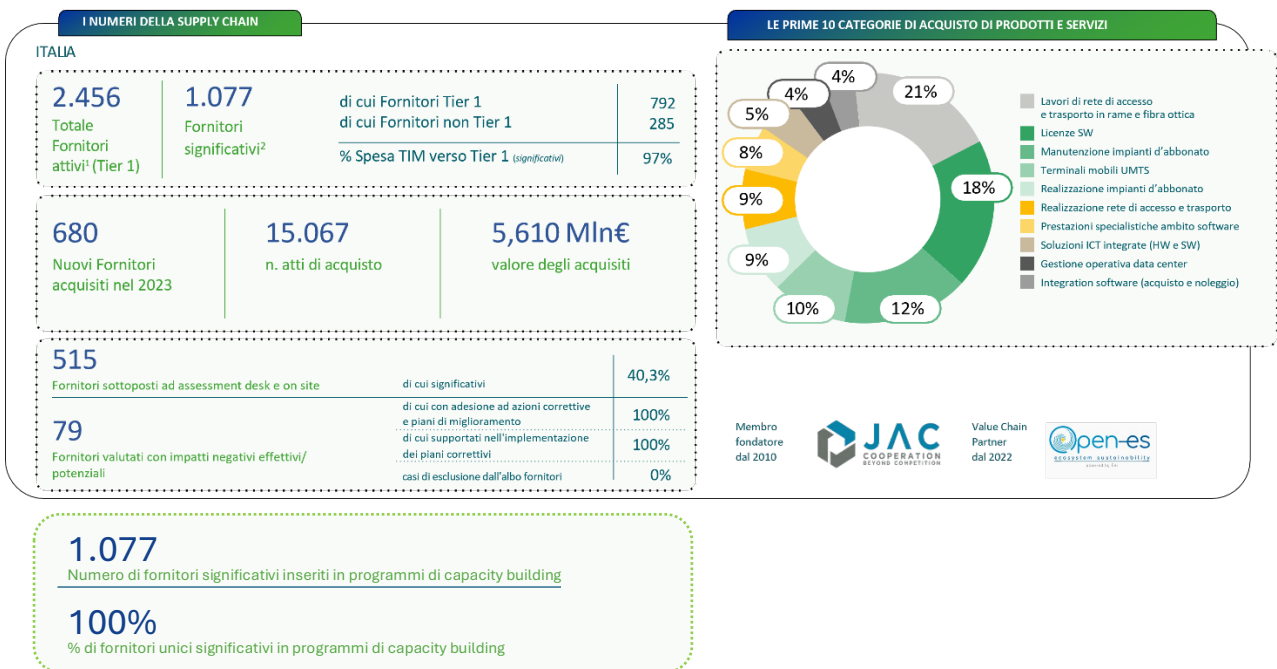 I NUMERI DELLA SUPPLY CHAIN
ITALIA
2.456
Totale
Fornitori
attivi¹ (Tier 1)
1.077
Fornitori
significativi²
di cui Fornitori Tier 1 792
di cui Fornitori non Tier 1 285
% Spesa TIM verso Tier 1 (significativi) 97%
680
Nuovi Fornitori
acquisiti nel 2023
15.067
n. atti di acquisto
5,610 Mln€
valore degli acquisiti
515
Fornitori sottoposti ad assessment desk e on site
di cui significativi 40,3%
79
Fornitori valutati con impatti negativi effettivi/
potenziali
di cui con adesione ad azioni correttive
e piani di miglioramento 100%
di cui supportati nell'implementazione
dei piani correttivi 100%
casi di esclusione dall'albo fornitori 0%
1.077
Numero di fornitori significativi inseriti in programmi di capacity building
100%
% di fornitori unici significativi in programmi di capacity building
LE PRIME 10 CATEGORIE DI ACQUISTO DI PRODOTTI E SERVIZI
21%
18%
12%
10%
9%
9%
8%
5%
4%
4%
Lavori di rete di accesso
e trasporto in rame e fibra ottica
Licenze SW
Manutenzione impianti d'abbonato
Terminali mobili UMTS
Realizzazione impianti d'abbonato
Realizzazione rete di accesso e trasporto
Prestazioni specialistiche ambito software
Soluzioni ICT integrate (HW e SW)
Gestione operativa data center
Integration software (acquisto e noleggio)
Membro
fondatore
dal 2010
JAC
COOPERATION
BEYOND COMPETITION
Value Chain
Partner
dal 2022
Open-es
ecosystem sustainability